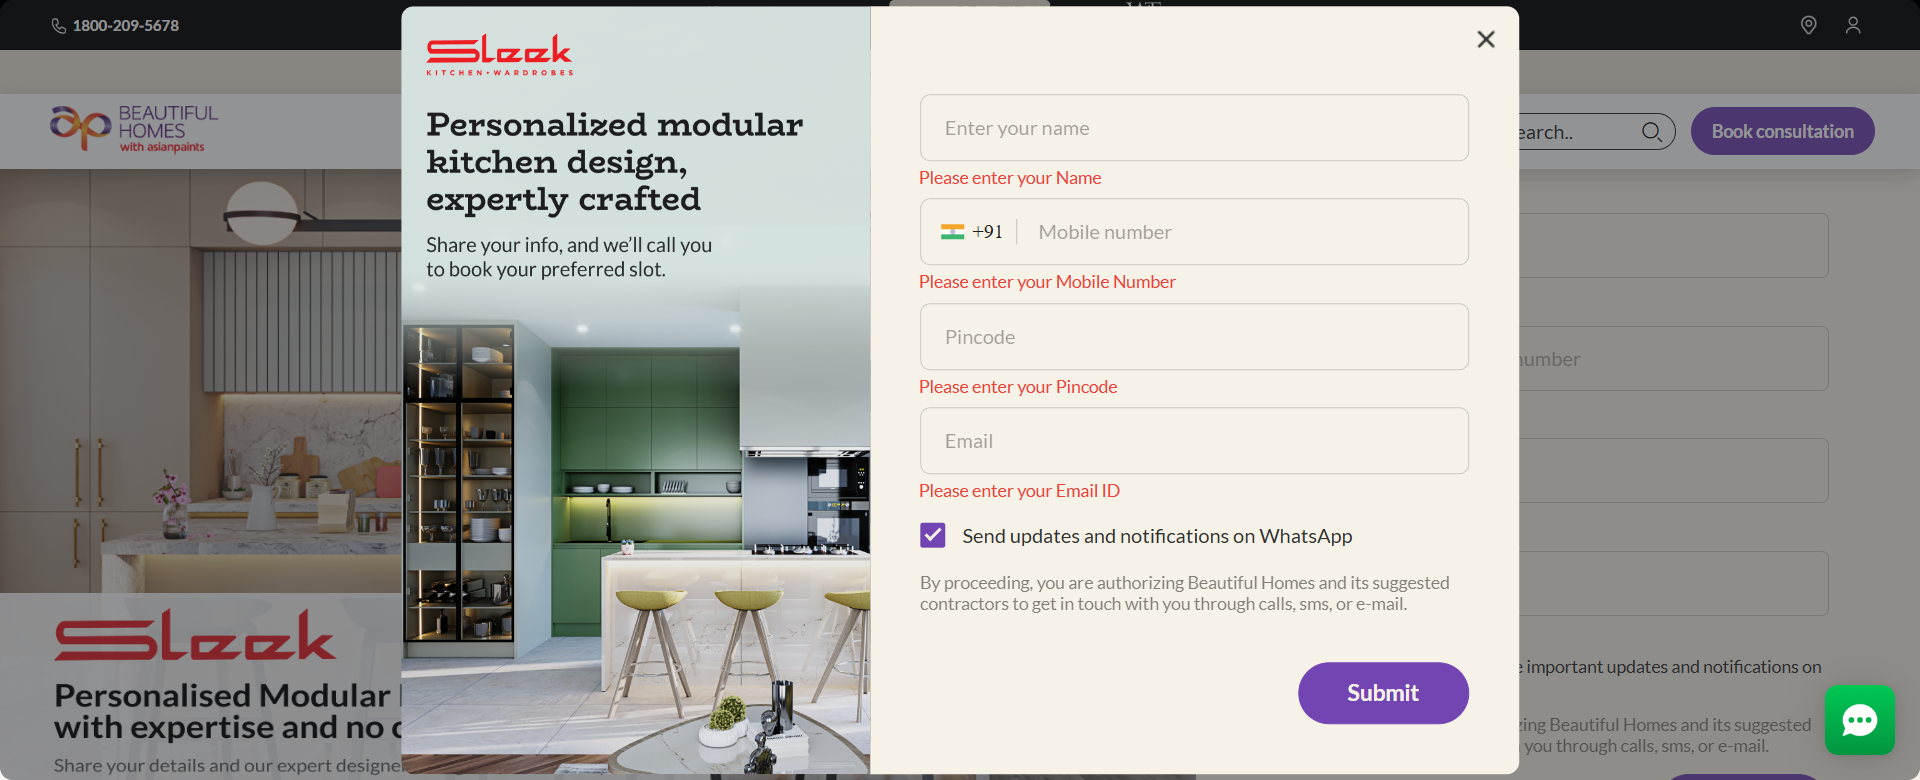 1800-209-5678
BEAUTIFUL
HOMES
with asianpaints
earch..
Book consultation
Sleek
KITCHEN•WARDROBES
Personalized modular
kitchen design,
expertly crafted
Share your info, and we'll call you
to book your preferred slot.
Enter your name
Please enter your Name
+91
Mobile number
Please enter your Mobile Number
Pincode
Please enter your Pincode
Email
Please enter your Email ID
Send updates and notifications on WhatsApp
By proceeding, you are authorizing Beautiful Homes and its suggested
contractors to get in touch with you through calls, sms, or e-mail.
Submit
Sleek
Personalised Modular
with expertise and no c
Share your details and our expert designe
number
e important updates and notifications on
zing Beautiful Homes and its suggested
you through calls, sms, or e-mail.